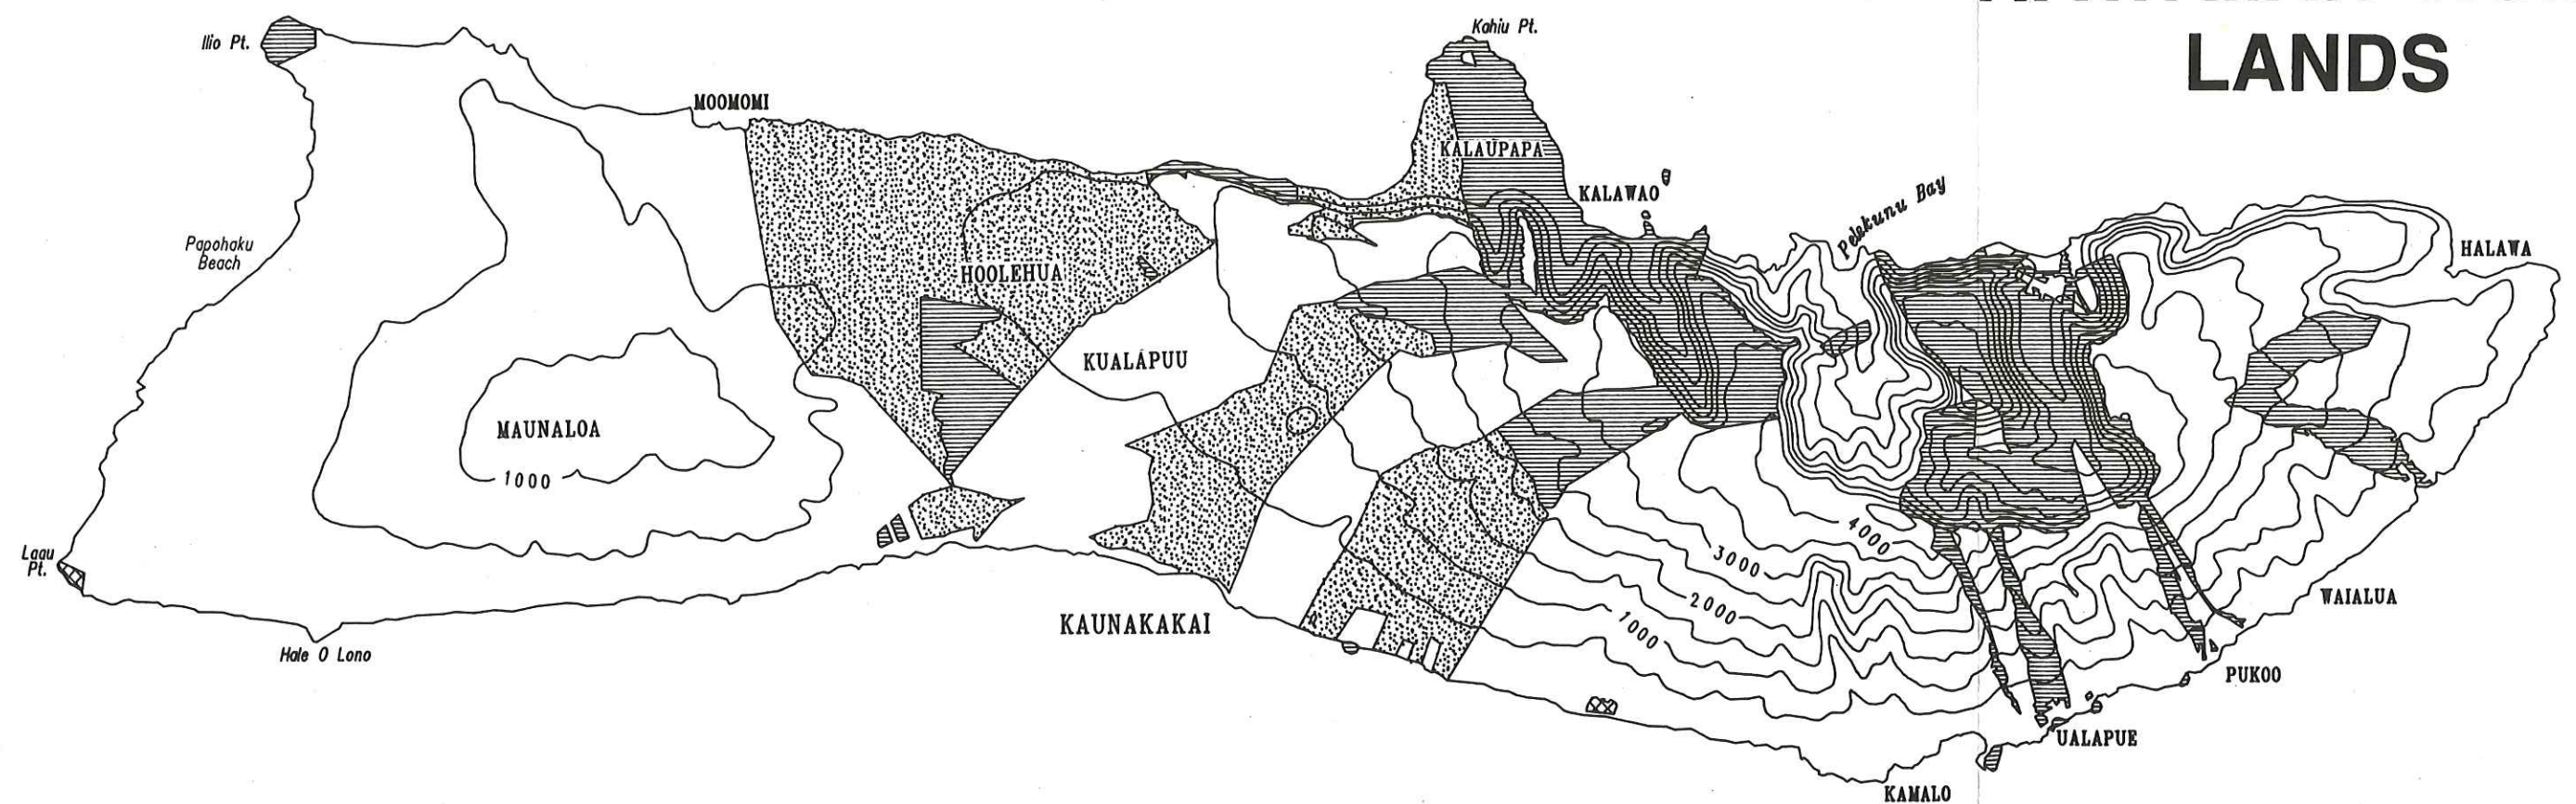 LANDS
Ilio Pt.
Kahiu Pt.
MOOMOMI
KALAUPAPA
KALAWAO
Pelekunu Bay
Papohaku
Beach
HOOLEHUA
HALAWA
KUALAPUU
MAUNALOA
1000
4000
3000
2000
1000
Laau
Pt.
WAIALUA
KAUNAKAKAI
Hale O Lono
PUKOO
UALAPUE
KAMALO